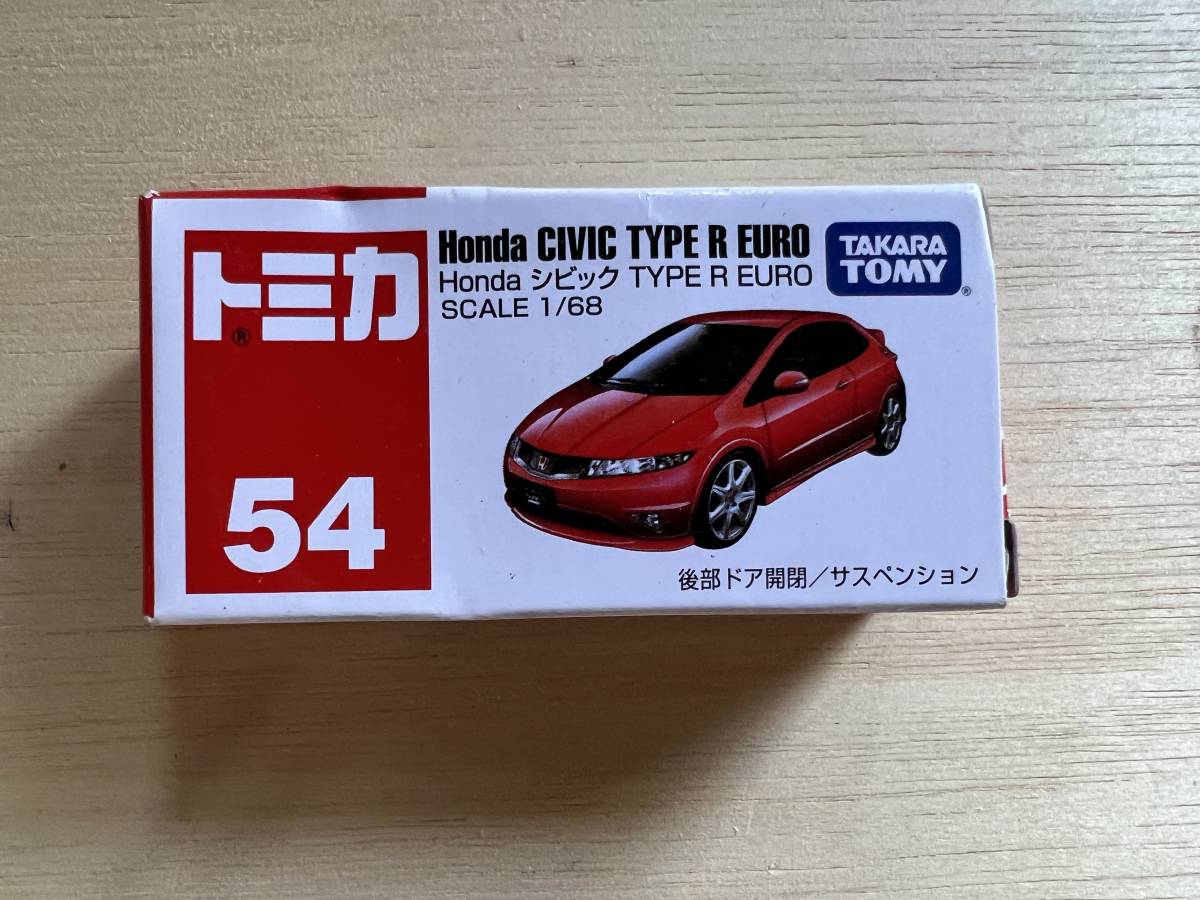 トミカ
®
54
Honda CIVIC TYPE R EURO
Honda シビック TYPE R EURO
SCALE 1/68
TAKARA
TOMY
®
後部ドア開閉／サスペンション